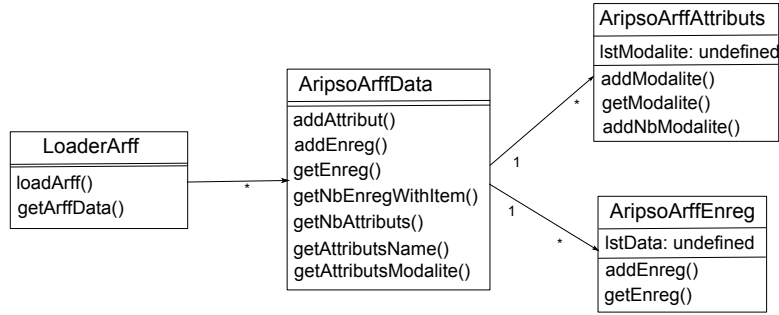 LoaderArff
loadArff()
getArffData()
*
AripsoArffData
addAttribut()
addEnreg()
getEnreg()
getNbEnregWithItem()
getNbAttributs()
getAttributsName()
getAttributsModalite()
1
*
1
*
AripsoArffAttributs
lstModalite: undefined
addModalite()
getModalite()
addNbModalite()
AripsoArffEnreg
lstData: undefined
addEnreg()
getEnreg()